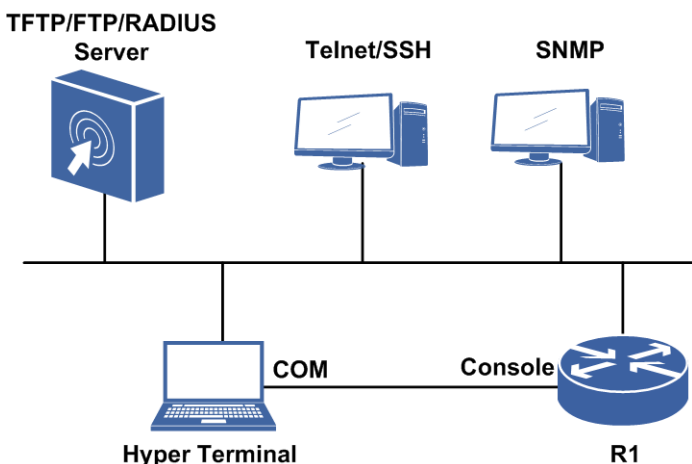 TFTP/FTP/RADIUS
Server
Telnet/SSH
SNMP
COM
Console
Hyper Terminal
R1